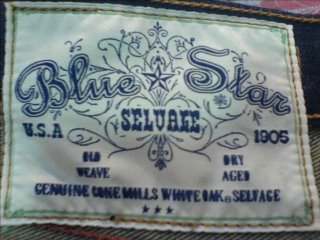 Blue ☆ Star
U.S.A SELVAGE 1905
OLD WEAVE
DRY AGED
GENUINE CONE MILLS WHITE OAK® SELVAGE
★★★